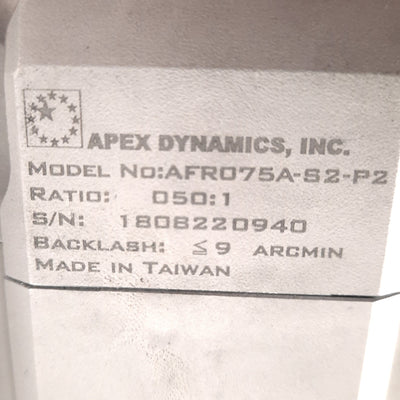 APEX DYNAMICS, INC.
MODEL NO:AFR075A-S2-P2
RATIO: 050:1
S/N: 1808220940
BACKLASH: ≤9 ARCMIN
MADE IN TAIWAN